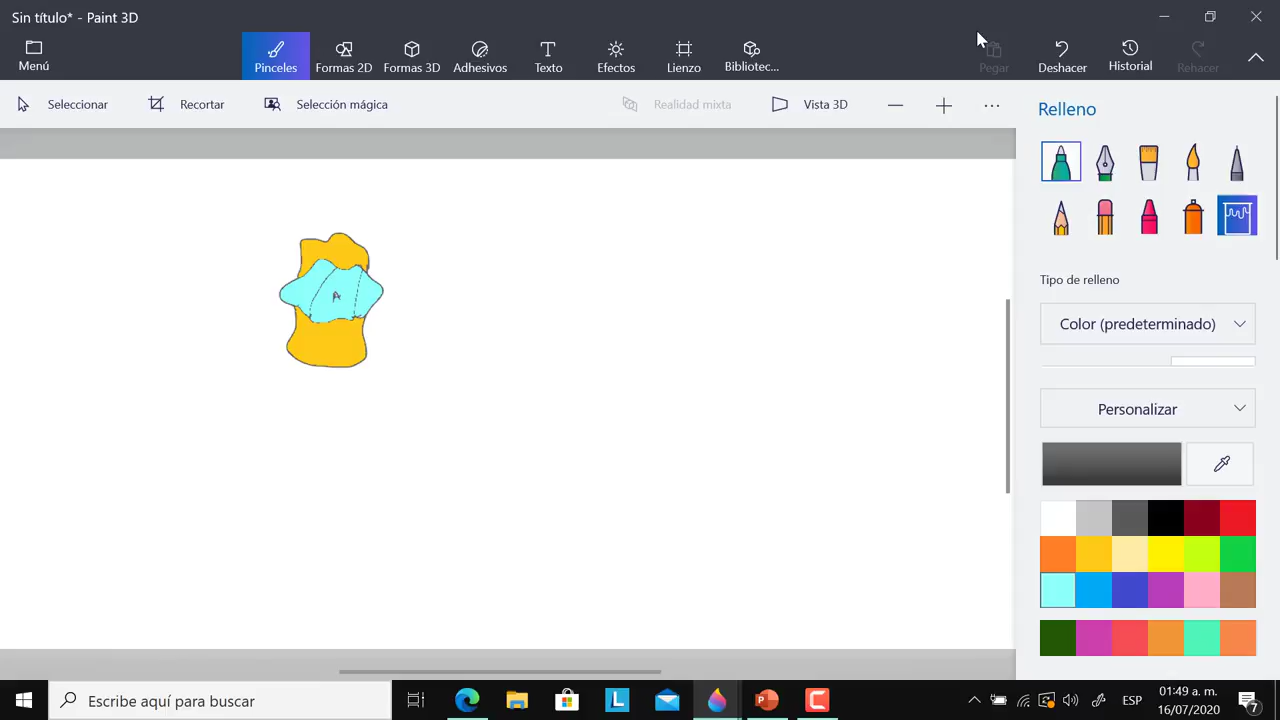 Sin título* - Paint 3D
Menú
Pinceles
Formas 2D
Formas 3D
Adhesivos
Texto
Efectos
Lienzo
Bibliotec...
Pegar
Deshacer
Historial
Rehacer
Seleccionar
Recortar
Selección mágica
Realidad mixta
Vista 3D
Relleno
Tipo de relleno
Color (predeterminado)
Personalizar
A
Escribe aquí para buscar
L
ESP
01:49 a. m.
16/07/2020
7